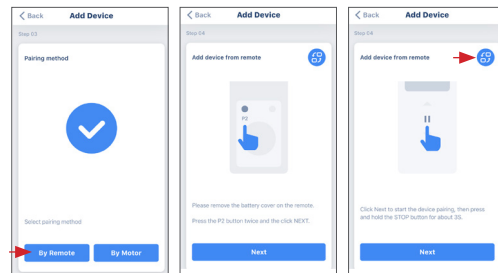 Back Add Device
Step 03
Pairing method
Select pairing method
By Remote By Motor
Back Add Device
Step 04
Add device from remote
P2
Please remove the battery cover on the remote.
Press the P2 button twice and the click NEXT.
Next
Back Add Device
Step 04
Add device from remote
Click Next to start the device pairing, then press
and hold the STOP button for about 3S.
Next